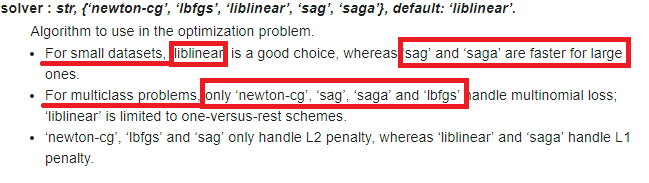 solver : str, {‘newton-cg’, ‘lbfgs’, ‘liblinear’, ‘sag’, ‘saga’}, default: ‘liblinear’.
Algorithm to use in the optimization problem.
• For small datasets, ‘liblinear’ is a good choice, whereas ‘sag’ and ‘saga’ are faster for large
ones.
• For multiclass problems, only ‘newton-cg’, ‘sag’, ‘saga’ and ‘lbfgs’ handle multinomial loss;
‘liblinear’ is limited to one-versus-rest schemes.
• ‘newton-cg’, ‘lbfgs’ and ‘sag’ only handle L2 penalty, whereas ‘liblinear’ and ‘saga’ handle L1
penalty.